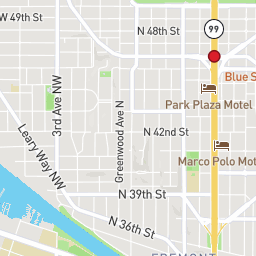 W 49th St
N 48th St
99
Blue S
Park Plaza Motel
3rd Ave NW
Greenwood Ave N
N 42nd St
Leary Way NW
Marco Polo Mot
N 39th St
N 36th St
FREMONT